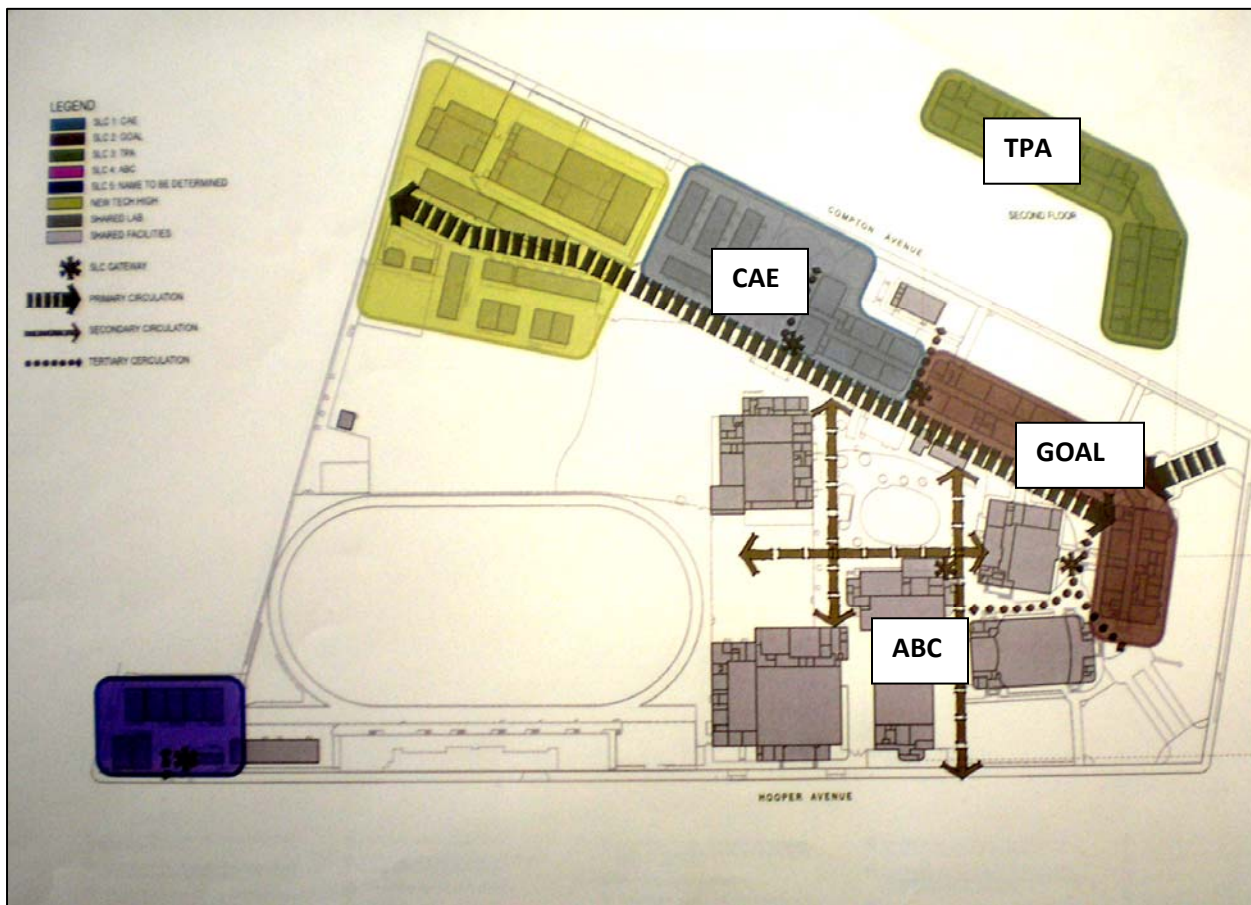 LEGEND
SLC 1: CAE
SLC 2: GOAL
SLC 3: TPA
SLC 4: ABC
SLC 5: NAME TO BE DETERMINED
NEW TECH HIGH
SHARED LAB
SHARED FACILITIES
SLC GATEWAY
PRIMARY CIRCULATION
SECONDARY CIRCULATION
TERTIARY CERCULATION
TPA
SECOND FLOOR
COMPTON AVENUE
CAE
GOAL
ABC
HOOPER AVENUE